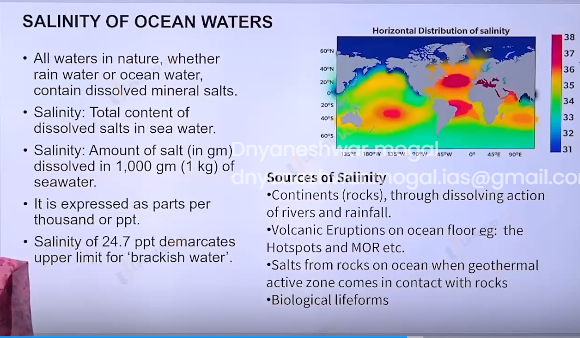 SALINITY OF OCEAN WATERS
• All waters in nature, whether
rain water or ocean water,
contain dissolved mineral salts.
• Salinity: Total content of
dissolved salts in sea water.
• Salinity: Amount of salt (in gm)
dissolved in 1,000 gm (1 kg) of
seawater.
• It is expressed as parts per
thousand or ppt.
• Salinity of 24.7 ppt demarcates
upper limit for ‘brackish water’.
Horizontal Distribution of salinity
60°N
40°N
20°N
0°
20°S
40°S
60°S
135°E 180°W 135°W 90°W 45°W 0° 45°E 90°E
38
37
36
35
34
33
32
31
Dnyaneshwar mogal
dnyaneshwarmogal.ias@gmail.co
Sources of Salinity
•Continents (rocks), through dissolving action
of rivers and rainfall.
•Volcanic Eruptions on ocean floor eg: the
Hotspots and MOR etc.
•Salts from rocks on ocean when geothermal
active zone comes in contact with rocks
•Biological lifeforms